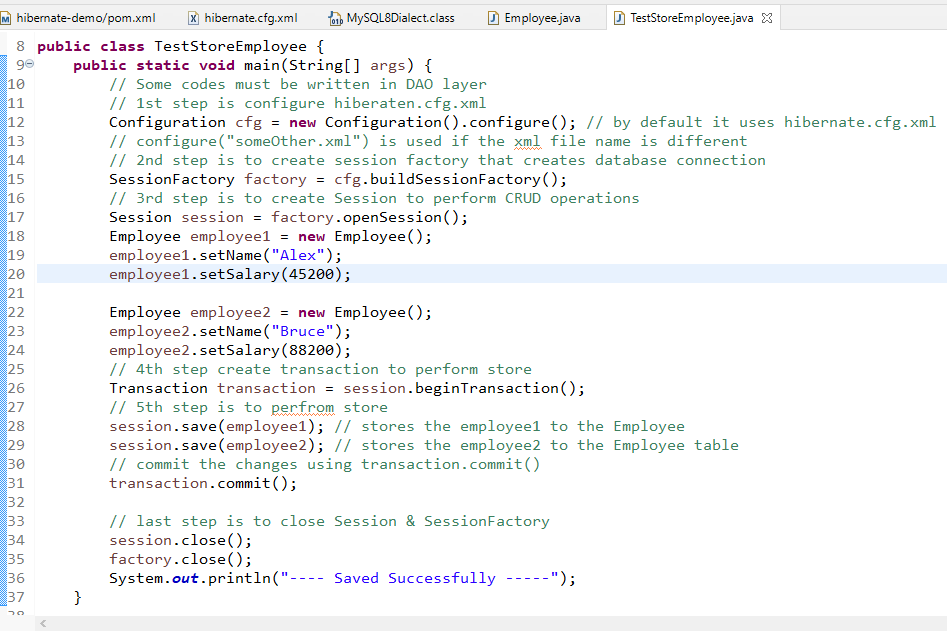 hibernate-demo/pom.xml hibernate.cfg.xml MySQL8Dialect.class Employee.java TestStoreEmployee.java
8 public class TestStoreEmployee {
9 public static void main(String[] args) {
10 // Some codes must be written in DAO layer
11 // 1st step is configure hiberaten.cfg.xml
12 Configuration cfg = new Configuration().configure(); // by default it uses hibernate.cfg.xml
13 // configure("someOther.xml") is used if the xml file name is different
14 // 2nd step is to create session factory that creates database connection
15 SessionFactory factory = cfg.buildSessionFactory();
16 // 3rd step is to create Session to perform CRUD operations
17 Session session = factory.openSession();
18 Employee employee1 = new Employee();
19 employee1.setName("Alex");
20 employee1.setSalary(45200);
21
22 Employee employee2 = new Employee();
23 employee2.setName("Bruce");
24 employee2.setSalary(88200);
25 // 4th step create transaction to perform store
26 Transaction transaction = session.beginTransaction();
27 // 5th step is to perfrom store
28 session.save(employee1); // stores the employee1 to the Employee
29 session.save(employee2); // stores the employee2 to the Employee table
30 // commit the changes using transaction.commit()
31 transaction.commit();
32
33 // last step is to close Session & SessionFactory
34 session.close();
35 factory.close();
36 System.out.println("---- Saved Successfully -----");
37 }
38